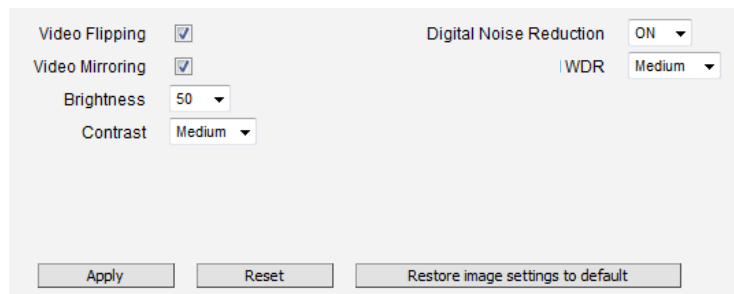 Video Flipping Digital Noise Reduction ON
Video Mirroring WDR Medium
Brightness 50
Contrast Medium
Apply Reset Restore image settings to default